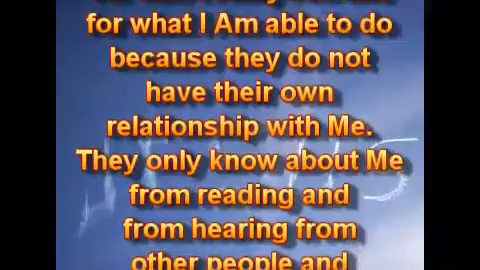 for what I Am able to do
because they do not
have their own
relationship with Me.
They only know about Me
from reading and
from hearing from
other people and